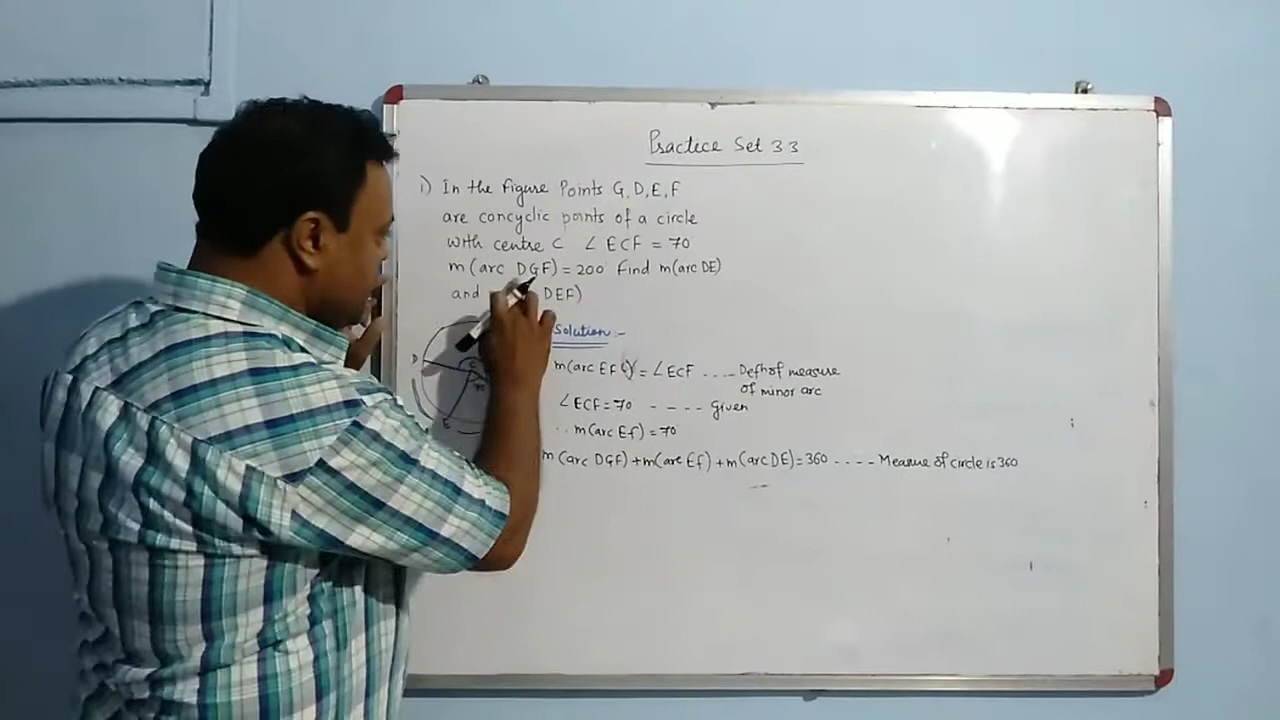 Practice Set 33
1) In the figure Points G, D, E, F
are concyclic points of a circle
with centre C ∠ECF = 70
m(arc DGF) = 200 Find m(arc DE)
and DEF)
Solution:-
m(arc EF = ∠ECF .... Defn of measure
of minor arc
∠ECF = 70 - - - - Given
∴ m(arc EF) = 70
m(arc DGF) + m(arc EF) + m(arc DE) = 360 .... Measure of circle is 360
D
C
E